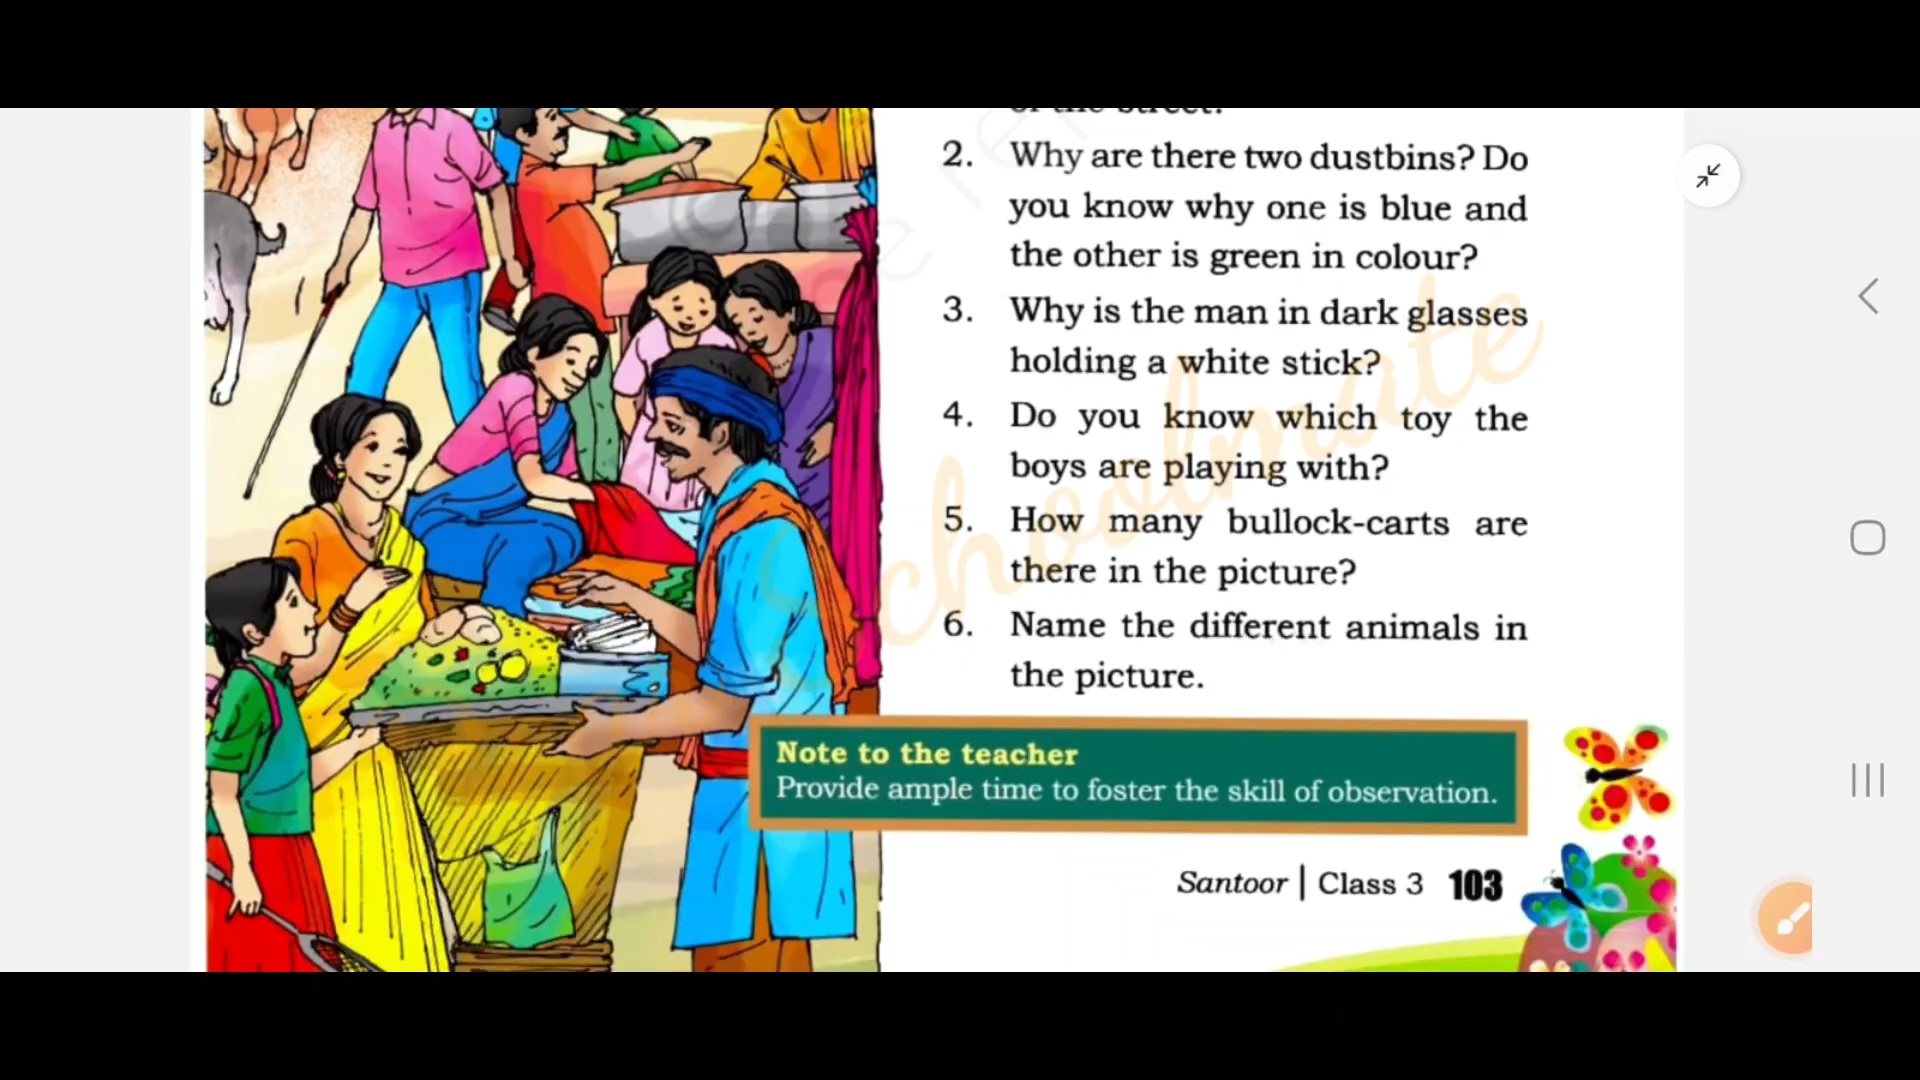 of the street?
2. Why are there two dustbins? Do
you know why one is blue and
the other is green in colour?
3. Why is the man in dark glasses
holding a white stick?
4. Do you know which toy the
boys are playing with?
5. How many bullock-carts are
there in the picture?
6. Name the different animals in
the picture.
Schoolmate
Note to the teacher
Provide ample time to foster the skill of observation.
Santoor | Class 3 103